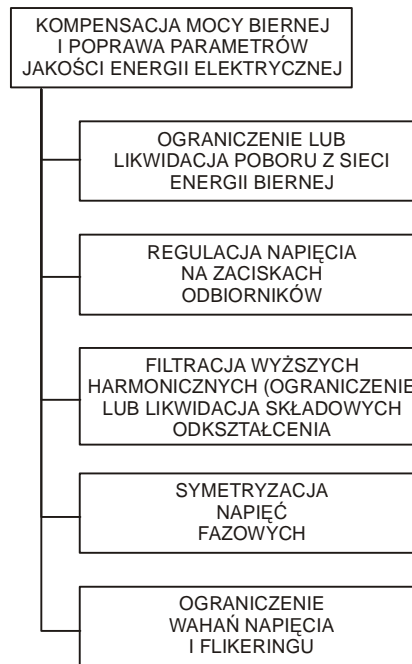 KOMPENSACJA MOCY BIERNEJ
I POPRAWA PARAMETRÓW
JAKOŚCI ENERGII ELEKTRYCZNEJ
OGRANICZENIE LUB
LIKWIDACJA POBORU Z SIECI
ENERGII BIERNEJ
REGULACJA NAPIĘCIA
NA ZACISKACH
ODBIORNIKÓW
FILTRACJA WYŻSZYCH
HARMONICZNYCH (OGRANICZENIE
LUB LIKWIDACJA SKŁADOWYCH
ODKSZTAŁCENIA
SYMETRYZACJA
NAPIĘĆ
FAZOWYCH
OGRANICZENIE
WAHAŃ NAPIĘCIA
I FLIKERINGU